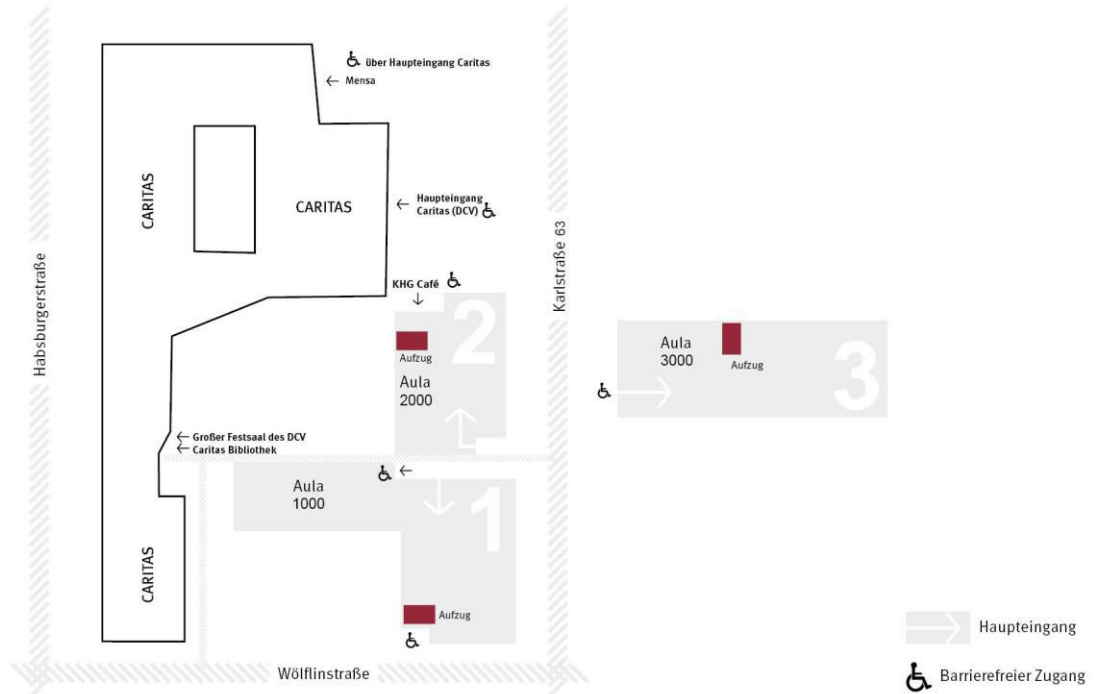 über Haupteingang Caritas
← Mensa
CARITAS
CARITAS
← Haupteingang
Caritas (DCV)
Habsburgerstraße
Karlstraße 63
KHG Café
↓
2
Aufzug
Aula
2000
Aula
3000
Aufzug
3
← Großer Festsaal des DCV
← Caritas Bibliothek
←
Aula
1000
1
CARITAS
Aufzug
Haupteingang
Wölflinstraße
Barrierefreier Zugang